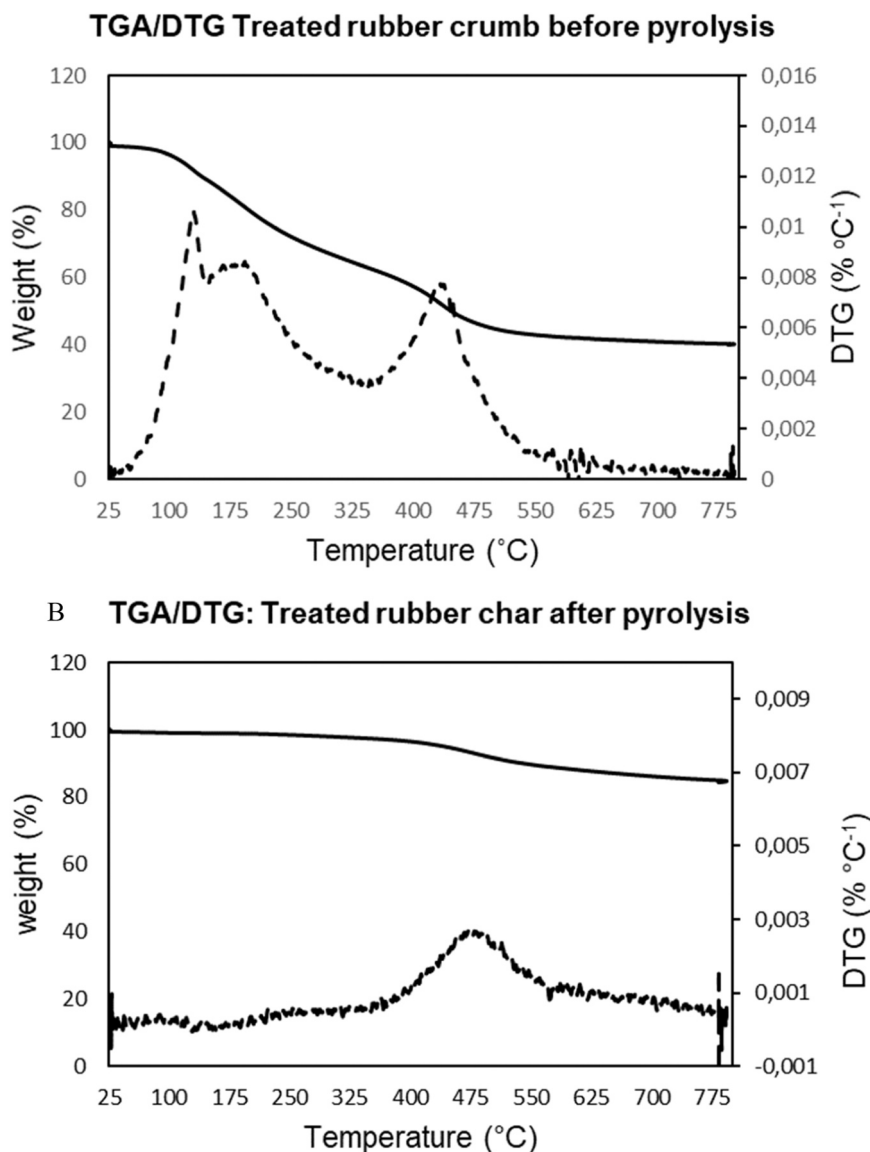 TGA/DTG Treated rubber crumb before pyrolysis
120
100
80
60
40
20
0
Weight (%)
0,016
0,014
0,012
0,01
0,008
0,006
0,004
0,002
0
DTG (% °C-1)
25 100 175 250 325 400 475 550 625 700 775
Temperature (°C)
B TGA/DTG: Treated rubber char after pyrolysis
120
100
80
60
40
20
0
weight (%)
0,009
0,007
0,005
0,003
0,001
-0,001
DTG (% °C-1)
25 100 175 250 325 400 475 550 625 700 775
Temperature (°C)